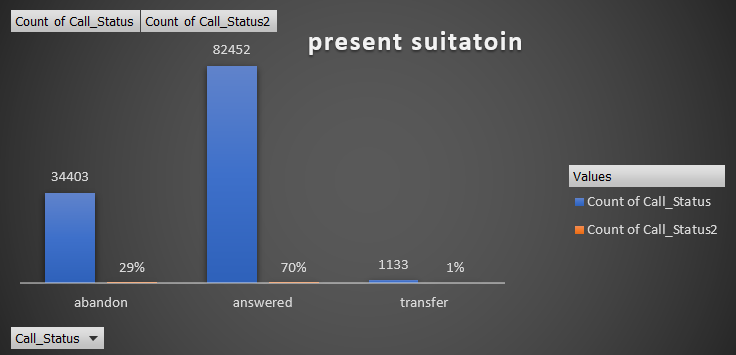 Count of Call_Status Count of Call_Status2
present suitatoin
82452
34403
Values
Count of Call_Status
Count of Call_Status2
29% 70% 1133 1%
abandon answered transfer
Call_Status